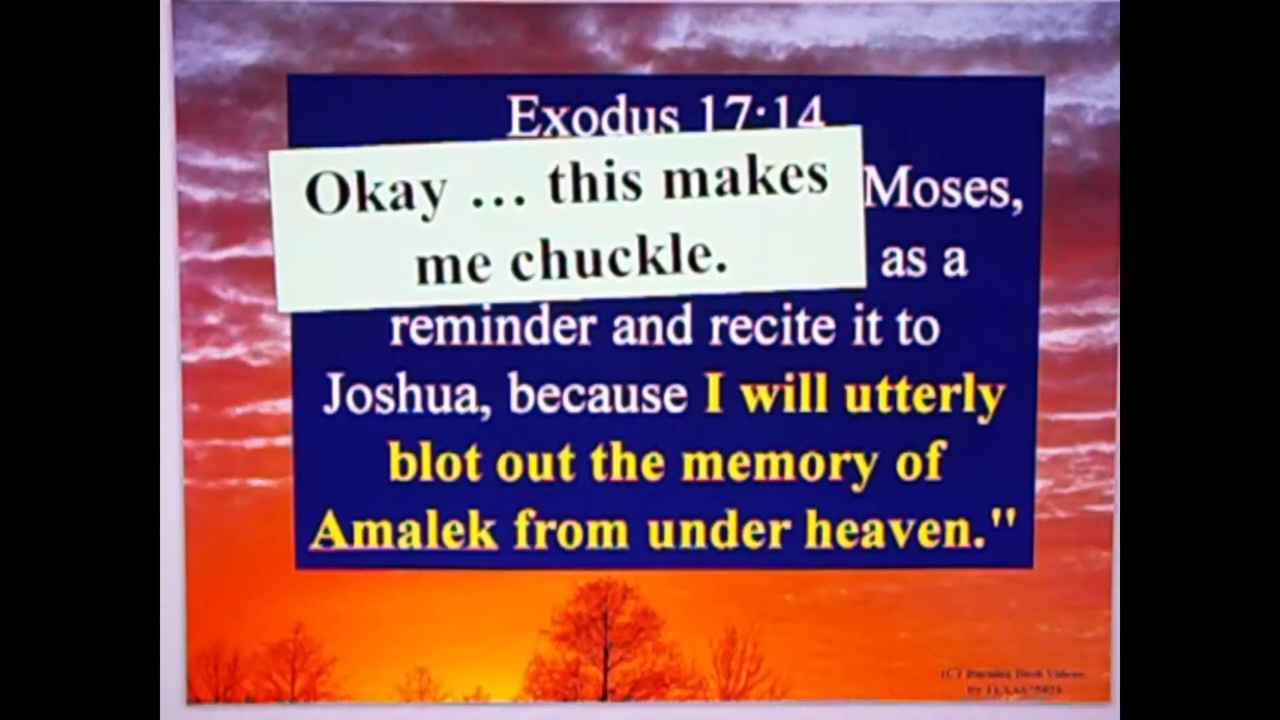 Exodus 17:14
Okay ... this makes
me chuckle.
Moses,
as a
reminder and recite it to
Joshua, because I will utterly
blot out the memory of
Amalek from under heaven."